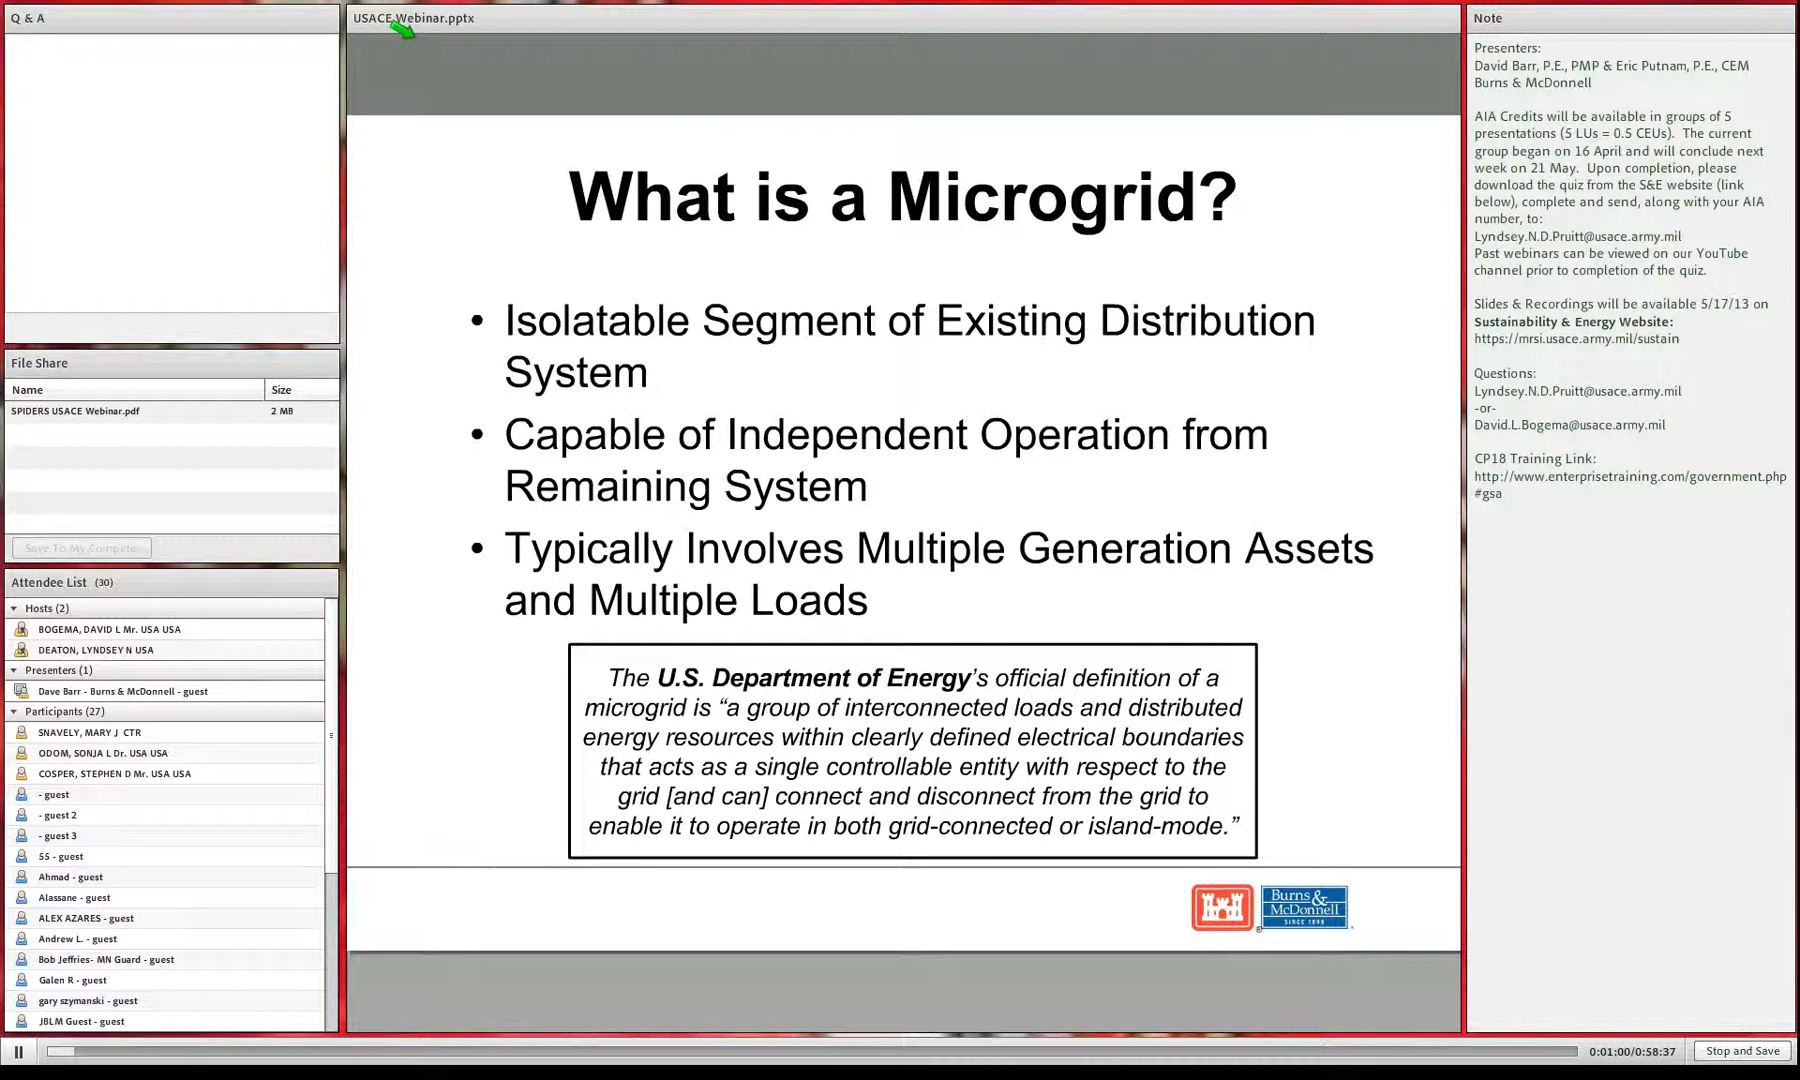 Q & A
USACE Webinar.pptx
Note
What is a Microgrid?
• Isolatable Segment of Existing Distribution
System
• Capable of Independent Operation from
Remaining System
• Typically Involves Multiple Generation Assets
and Multiple Loads
The U.S. Department of Energy's official definition of a
microgrid is “a group of interconnected loads and distributed
energy resources within clearly defined electrical boundaries
that acts as a single controllable entity with respect to the
grid [and can] connect and disconnect from the grid to
enable it to operate in both grid-connected or island-mode.”
Burns &
McDonnell
SINCE 1898
Presenters:
David Barr, P.E., PMP & Eric Putnam, P.E., CEM
Burns & McDonnell
AIA Credits will be available in groups of 5
presentations (5 LUs = 0.5 CEUs).  The current
group began on 16 April and will conclude next
week on 21 May.  Upon completion, please
download the quiz from the S&E website (link
below), complete and send, along with your AIA
number, to:
Lyndsey.N.D.Pruitt@usace.army.mil
Past webinars can be viewed on our YouTube
channel prior to completion of the quiz.
Slides & Recordings will be available 5/17/13 on
Sustainability & Energy Website:
https://mrsi.usace.army.mil/sustain
Questions:
Lyndsey.N.D.Pruitt@usace.army.mil
-or-
David.L.Bogema@usace.army.mil
CP18 Training Link:
http://www.enterprisetraining.com/government.php
#gsa
File Share
Name Size
SPIDERS USACE Webinar.pdf 2 MB
Save To My Compute
Attendee List (30)
Hosts (2)
BOGEMA, DAVID L Mr. USA USA
DEATON, LYNDSEY N USA
Presenters (1)
Dave Barr - Burns & McDonnell - guest
Participants (27)
SNAVELY, MARY J  CTR
ODOM, SONJA L Dr. USA USA
COSPER, STEPHEN D Mr. USA USA
- guest
- guest 2
- guest 3
55 - guest
Ahmad - guest
Alassane - guest
ALEX AZARES - guest
Andrew L. - guest
Bob Jeffries- MN Guard - guest
Galen R - guest
gary szymanski - guest
JBLM Guest - guest
0:01:00/0:58:37
Stop and Save